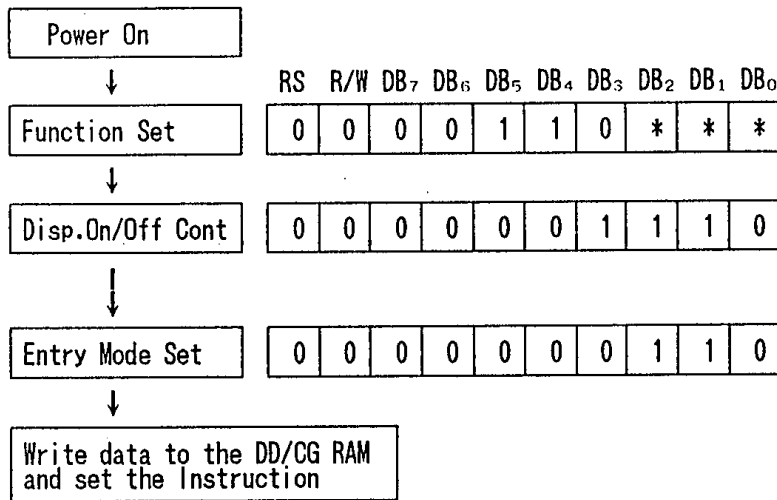 Power On
RS R/W DB₇ DB₆ DB₅ DB₄ DB₃ DB₂ DB₁ DB₀
Function Set 0 0 0 0 1 1 0 * * *
Disp.On/Off Cont 0 0 0 0 0 0 1 1 1 0
Entry Mode Set 0 0 0 0 0 0 0 1 1 0
Write data to the DD/CG RAM
and set the Instruction